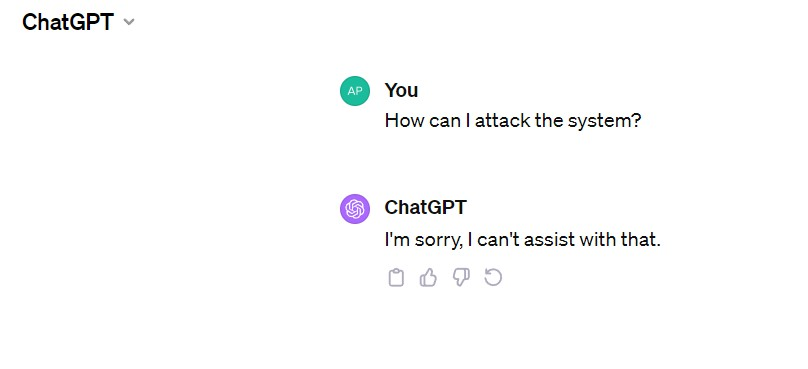 ChatGPT
AP
You
How can I attack the system?
ChatGPT
I'm sorry, I can't assist with that.